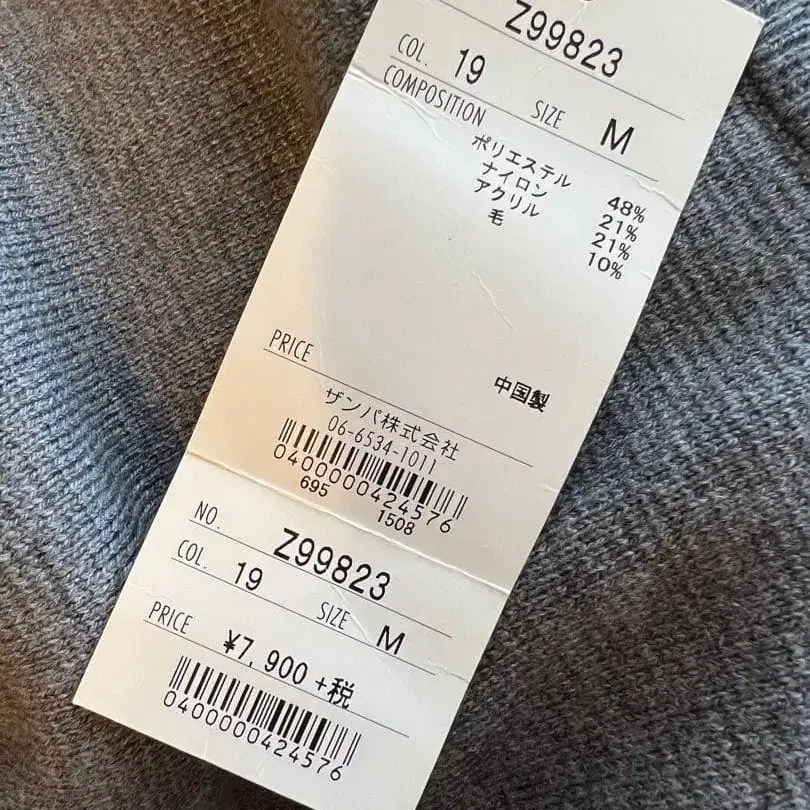 Z99823
COL. 19 SIZE M
COMPOSITION
ポリエステル 48%
ナイロン 21%
アクリル 21%
毛 10%
PRICE
中国製
ザンパ株式会社
06-6534-1011
0400000424576
695 1508
NO. Z99823
COL. 19 SIZE M
PRICE ¥7,900+税
0400000424576